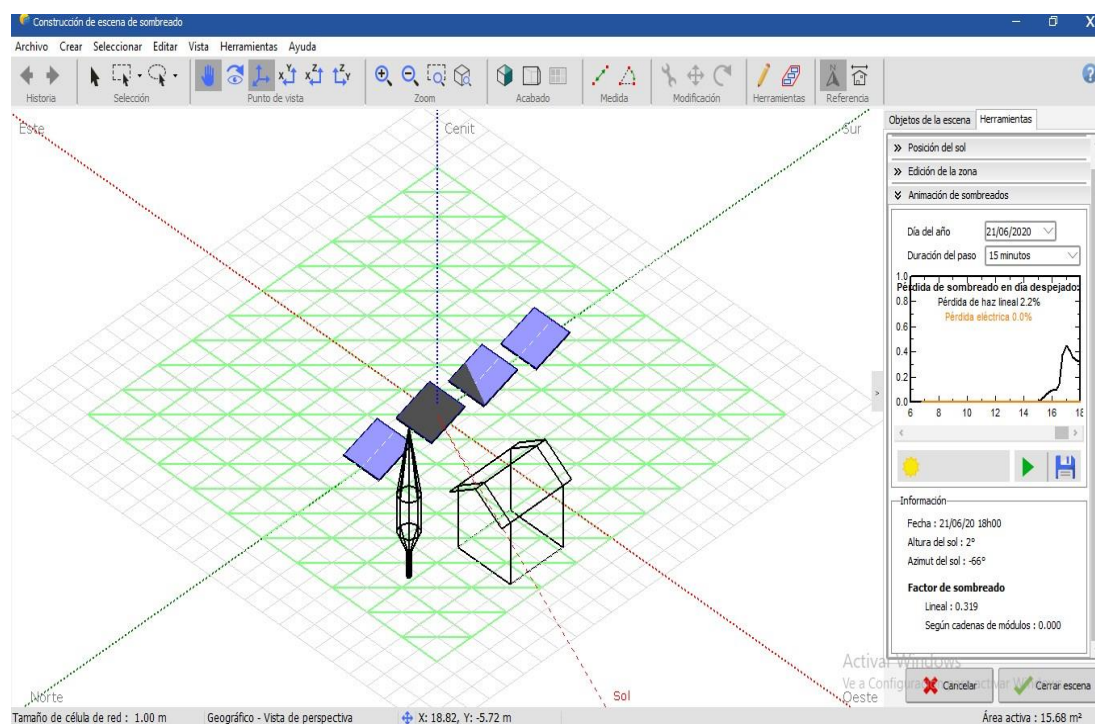 Construcción de escena de sombreado
Archivo Crear Seleccionar Editar Vista Herramientas Ayuda
Historia Selección Punto de vista Zoom Acabado Medida Modificación Herramientas Referencia
Este
Cenit
Sur
Norte
Sol
Oeste
Objetos de la escena Herramientas
Posición del sol
Edición de la zona
Animación de sombreados
Día del año 21/06/2020
Duración del paso 15 minutos
Pérdida de sombreado en día despejado:
Pérdida de haz lineal 2.2%
Pérdida eléctrica 0.0%
1.0
0.8
0.6
0.4
0.2
0.0
6 8 10 12 14 16 18
Información
Fecha : 21/06/20 18h00
Altura del sol : 2°
Azimut del sol : -66°
Factor de sombreado
Lineal : 0.319
Según cadenas de módulos : 0.000
Activar Windows
Cancelar Cerrar escena
Tamaño de célula de red : 1.00 m Geográfico - Vista de perspectiva X: 18.82, Y: -5.72 m Área activa : 15.68 m²